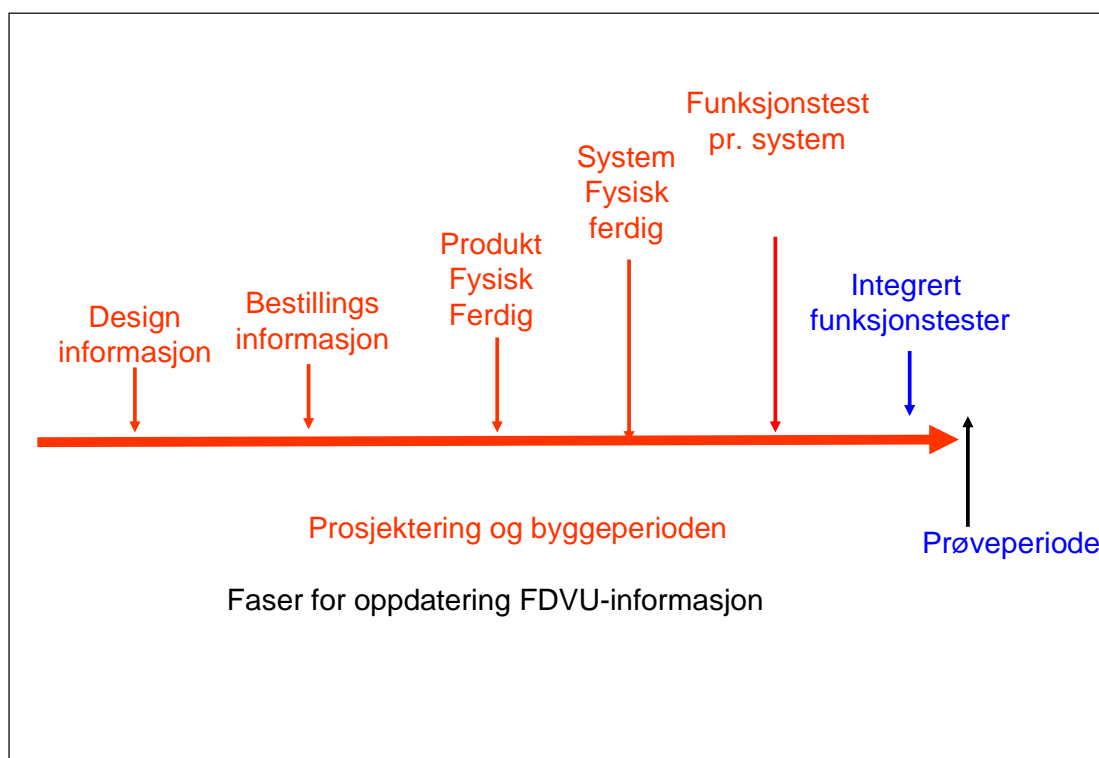 Design
informasjon
Bestillings
informasjon
Produkt
Fysisk
Ferdig
System
Fysisk
ferdig
Funksjonstest
pr. system
Integrert
funksjonstester
Prosjektering og byggeperioden
Prøveperiode
Faser for oppdatering FDVU-informasjon